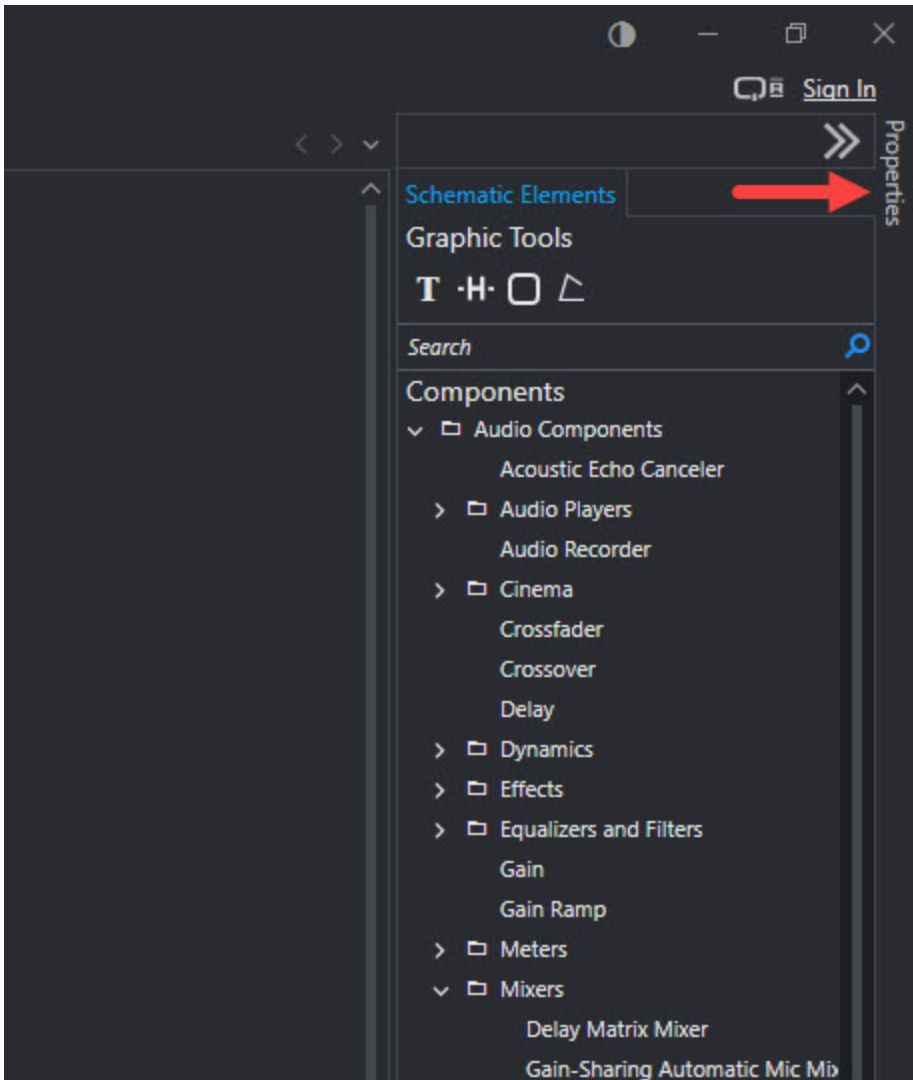 Sign In
Properties
Schematic Elements
Graphic Tools
T ·H·
Search
Components
Audio Components
Acoustic Echo Canceler
Audio Players
Audio Recorder
Cinema
Crossfader
Crossover
Delay
Dynamics
Effects
Equalizers and Filters
Gain
Gain Ramp
Meters
Mixers
Delay Matrix Mixer
Gain-Sharing Automatic Mic Mix